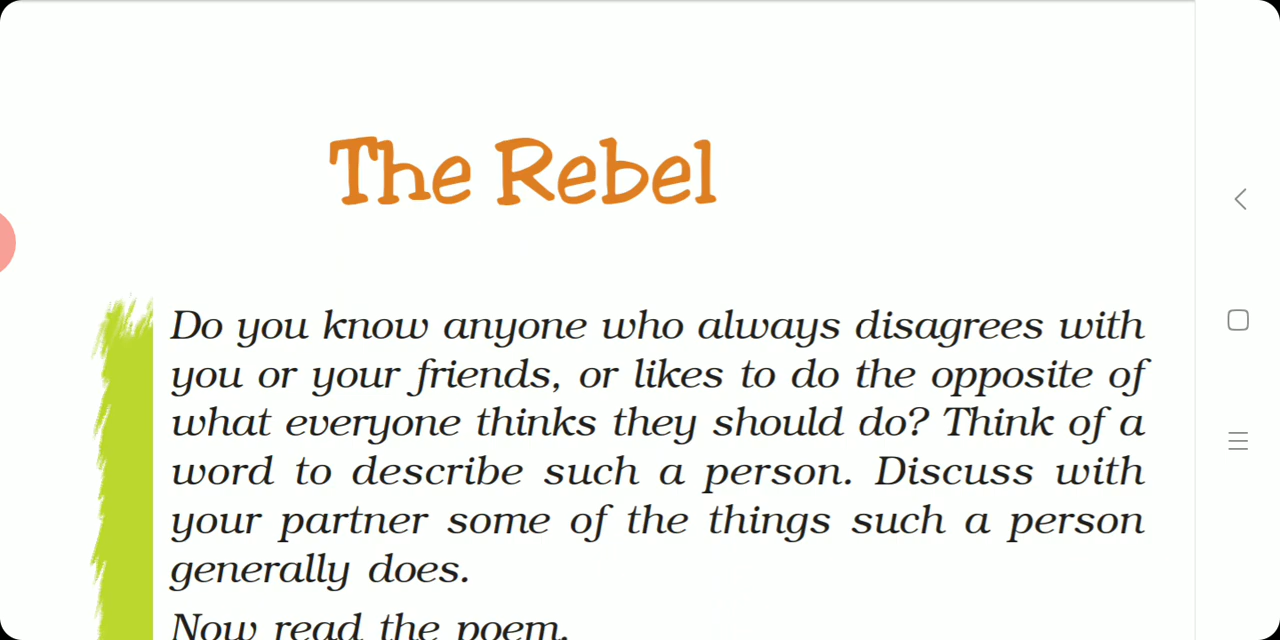 The Rebel
Do you know anyone who always disagrees with
you or your friends, or likes to do the opposite of
what everyone thinks they should do? Think of a
word to describe such a person. Discuss with
your partner some of the things such a person
generally does.
Now read the poem.